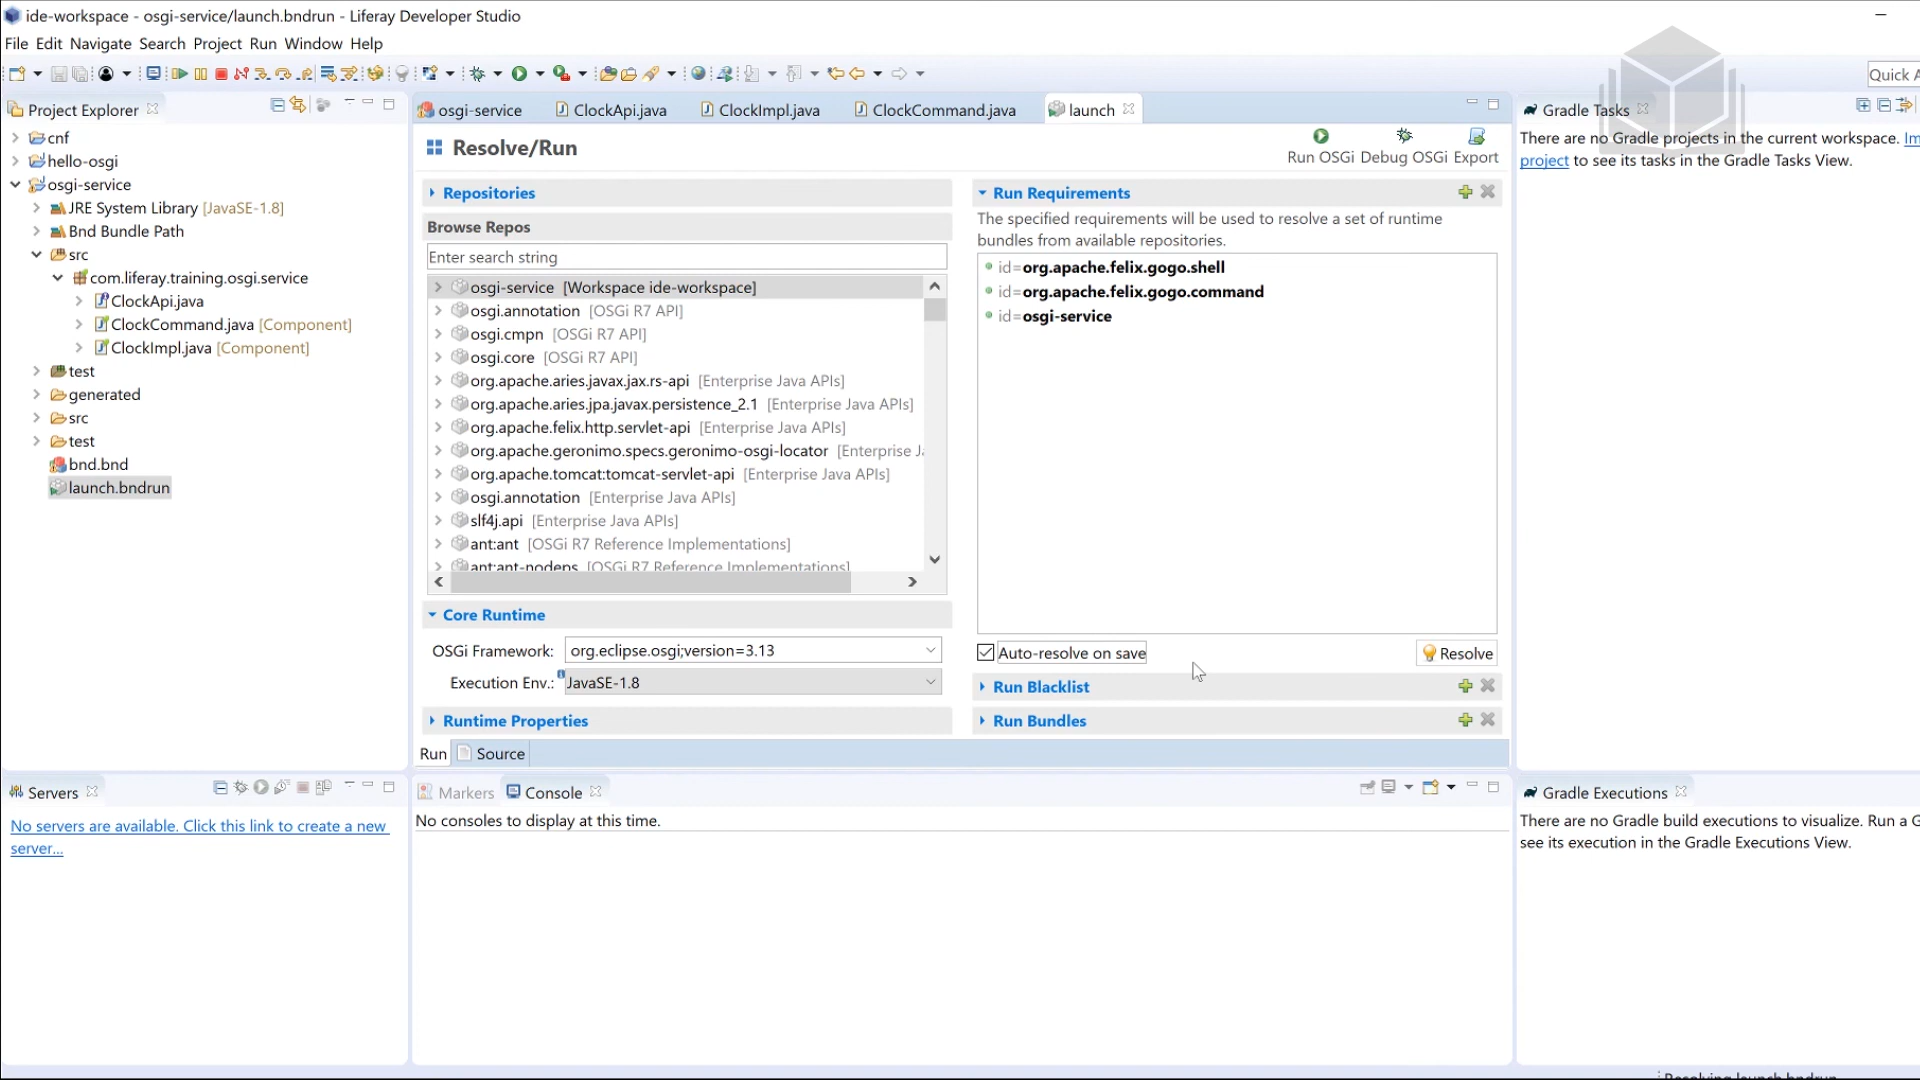 ide-workspace - osgi-service/launch.bndrun - Liferay Developer Studio
File Edit Navigate Search Project Run Window Help
Quick A
Project Explorer
cnf
hello-osgi
osgi-service
JRE System Library [JavaSE-1.8]
Bnd Bundle Path
src
com.liferay.training.osgi.service
ClockApi.java
ClockCommand.java [Component]
ClockImpl.java [Component]
test
generated
src
test
bnd.bnd
launch.bndrun
osgi-service
ClockApi.java
ClockImpl.java
ClockCommand.java
launch
Resolve/Run
Run OSGi Debug OSGi Export
Repositories
Browse Repos
Enter search string
osgi-service [Workspace ide-workspace]
osgi.annotation [OSGi R7 API]
osgi.cmpn [OSGi R7 API]
osgi.core [OSGi R7 API]
org.apache.aries.javax.jax.rs-api [Enterprise Java APIs]
org.apache.aries.jpa.javax.persistence_2.1 [Enterprise Java APIs]
org.apache.felix.http.servlet-api [Enterprise Java APIs]
org.apache.geronimo.specs.geronimo-osgi-locator [Enterprise J
org.apache.tomcat:tomcat-servlet-api [Enterprise Java APIs]
osgi.annotation [Enterprise Java APIs]
slf4j.api [Enterprise Java APIs]
ant:ant [OSGi R7 Reference Implementations]
ant:ant-nodeps [OSGi R7 Reference Implementations]
Core Runtime
OSGi Framework: org.eclipse.osgi;version=3.13
Execution Env.: JavaSE-1.8
Runtime Properties
Run Requirements
The specified requirements will be used to resolve a set of runtime
bundles from available repositories.
id=org.apache.felix.gogo.shell
id=org.apache.felix.gogo.command
id=osgi-service
Auto-resolve on save
Resolve
Run Blacklist
Run Bundles
Run Source
Gradle Tasks
There are no Gradle projects in the current workspace. Im
project to see its tasks in the Gradle Tasks View.
Servers
No servers are available. Click this link to create a new
server...
Markers Console
No consoles to display at this time.
Gradle Executions
There are no Gradle build executions to visualize. Run a G
see its execution in the Gradle Executions View.
Resolving launch.bndrun